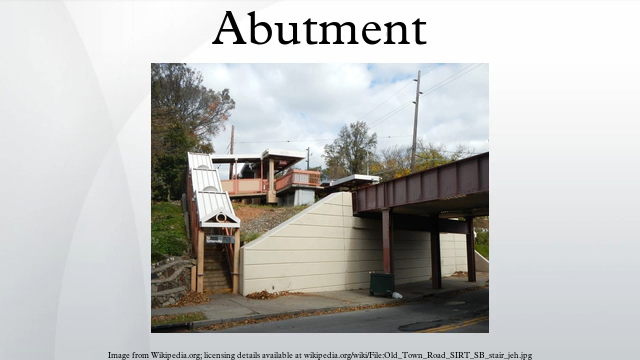 Abutment
Image from Wikipedia.org; licensing details available at wikipedia.org/wiki/File:Old_Town_Road_SIRT_SB_stair_jeh.jpg